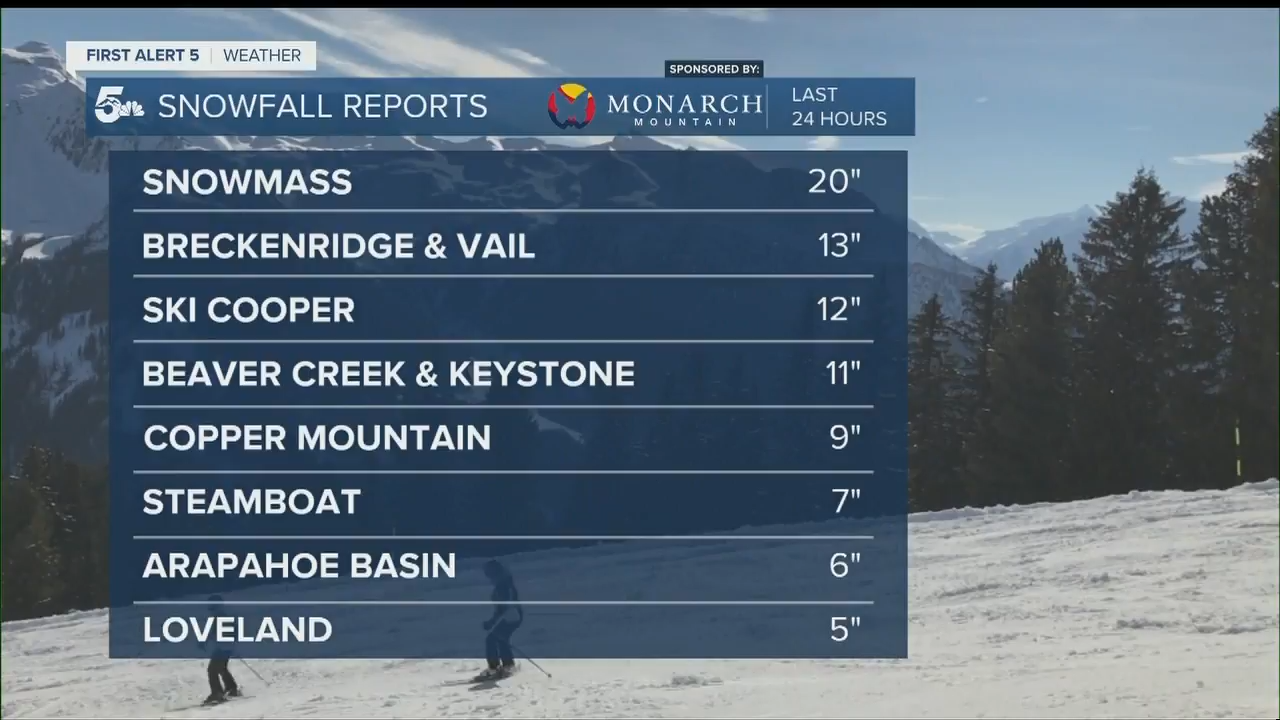 FIRST ALERT 5 | WEATHER
SPONSORED BY:
5 SNOWFALL REPORTS
MONARCH
MOUNTAIN
LAST
24 HOURS
SNOWMASS 20"
BRECKENRIDGE & VAIL 13"
SKI COOPER 12"
BEAVER CREEK & KEYSTONE 11"
COPPER MOUNTAIN 9"
STEAMBOAT 7"
ARAPAHOE BASIN 6"
LOVELAND 5"